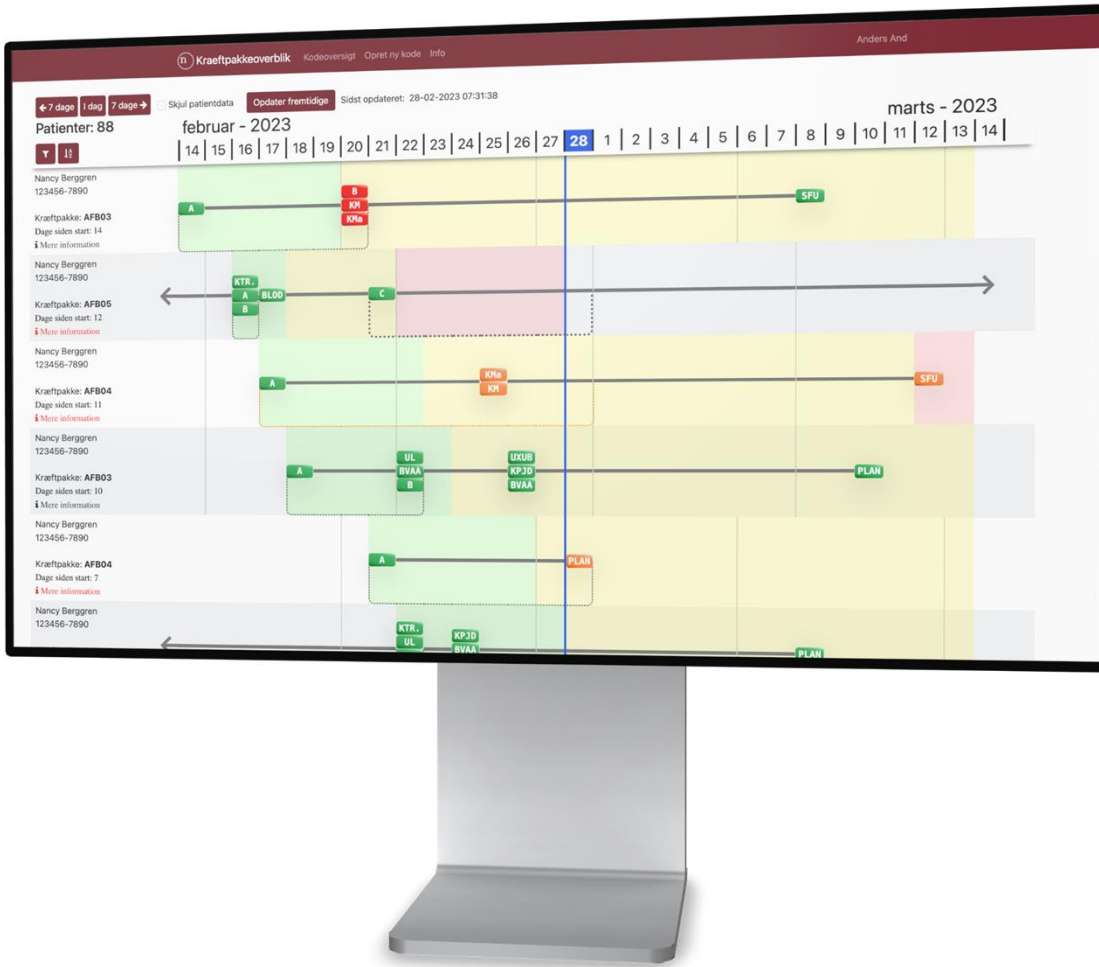 n Kræftpakkeoverblik Kodeoversigt Opret ny kode Info Anders And
← 7 dage I dag 7 dage → Skjul patientdata Opdater fremtidige Sidst opdateret: 28-02-2023 07:31:38
Patienter: 88 februar - 2023 marts - 2023
14 15 16 17 18 19 20 21 22 23 24 25 26 27 28 1 2 3 4 5 6 7 8 9 10 11 12 13 14
Nancy Berggren
123456-7890
Kræftpakke: AFB03
Dage siden start: 14
i Mere information
A
B
KM
KMa
SFU
Nancy Berggren
123456-7890
Kræftpakke: AFB05
Dage siden start: 12
i Mere information
KTR.
A BLOD C
B
Nancy Berggren
123456-7890
Kræftpakke: AFB04
Dage siden start: 11
i Mere information
A
KMa
KM
SFU
Nancy Berggren
123456-7890
Kræftpakke: AFB03
Dage siden start: 10
i Mere information
A
UL
BVAA
B
UXUB
KPJD
BVAA
PLAN
Nancy Berggren
123456-7890
Kræftpakke: AFB04
Dage siden start: 7
i Mere information
A PLAN
Nancy Berggren
123456-7890
KTR.
UL
KPJD
BVAA
PLAN